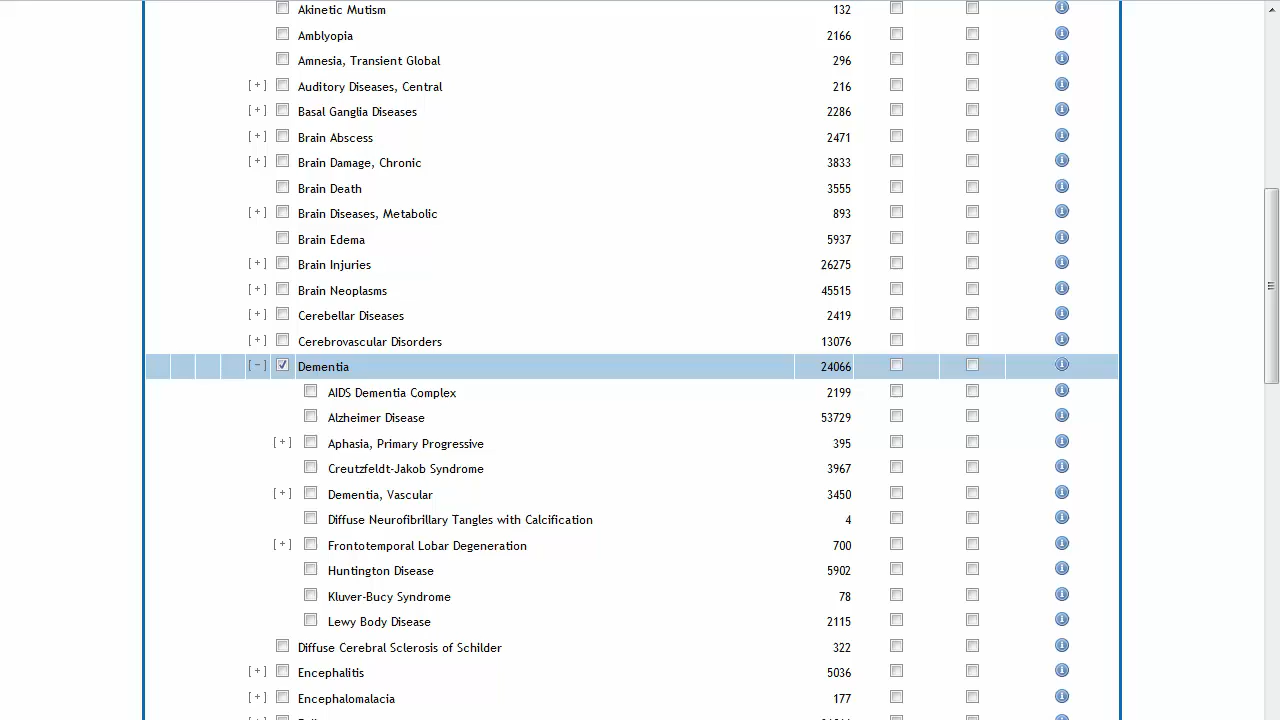 Akinetic Mutism 132
Amblyopia 2166
Amnesia, Transient Global 296
[+] Auditory Diseases, Central 216
[+] Basal Ganglia Diseases 2286
[+] Brain Abscess 2471
[+] Brain Damage, Chronic 3833
Brain Death 3555
[+] Brain Diseases, Metabolic 893
Brain Edema 5937
[+] Brain Injuries 26275
[+] Brain Neoplasms 45515
[+] Cerebellar Diseases 2419
[+] Cerebrovascular Disorders 13076
[−] Dementia 24066
AIDS Dementia Complex 2199
Alzheimer Disease 53729
[+] Aphasia, Primary Progressive 395
Creutzfeldt-Jakob Syndrome 3967
[+] Dementia, Vascular 3450
Diffuse Neurofibrillary Tangles with Calcification 4
[+] Frontotemporal Lobar Degeneration 700
Huntington Disease 5902
Kluver-Bucy Syndrome 78
Lewy Body Disease 2115
Diffuse Cerebral Sclerosis of Schilder 322
[+] Encephalitis 5036
[+] Encephalomalacia 177